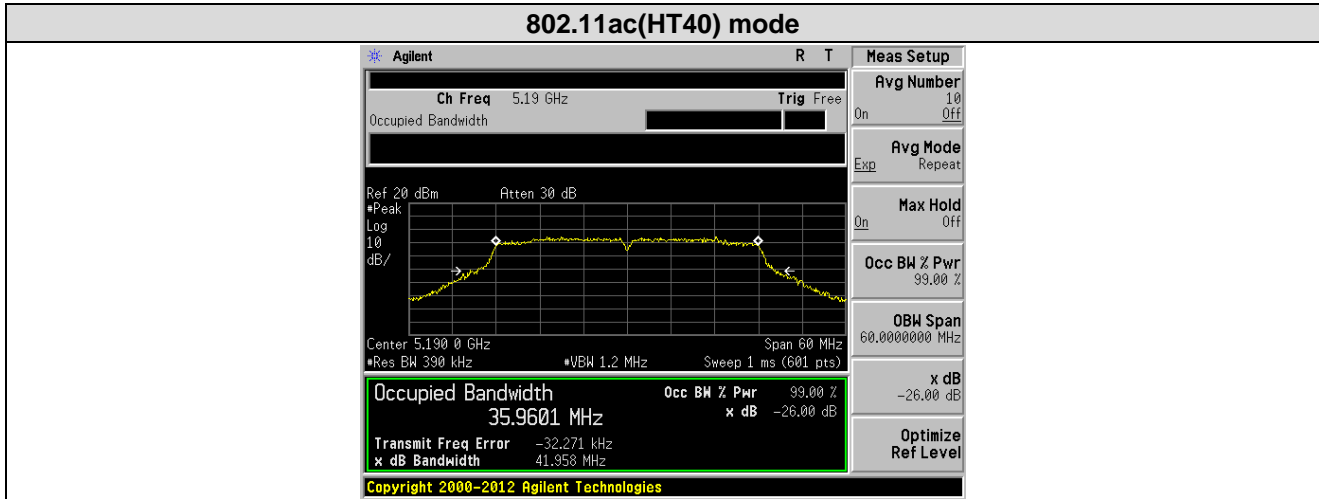 802.11ac(HT40) mode
Agilent R T
Meas Setup
Ch Freq 5.19 GHz Trig Free
Occupied Bandwidth
Avg Number
10
On Off
Avg Mode
Exp Repeat
Max Hold
On Off
Occ BW % Pwr
99.00 %
OBW Span
60.0000000 MHz
x dB
-26.00 dB
Optimize
Ref Level
Ref 20 dBm Atten 30 dB
#Peak
Log
10
dB/
Center 5.190 0 GHz Span 60 MHz
#Res BW 390 kHz #VBW 1.2 MHz Sweep 1 ms (601 pts)
Occupied Bandwidth Occ BW % Pwr 99.00 %
35.9601 MHz x dB -26.00 dB
Transmit Freq Error -32.271 kHz
x dB Bandwidth 41.958 MHz
Copyright 2000-2012 Agilent Technologies